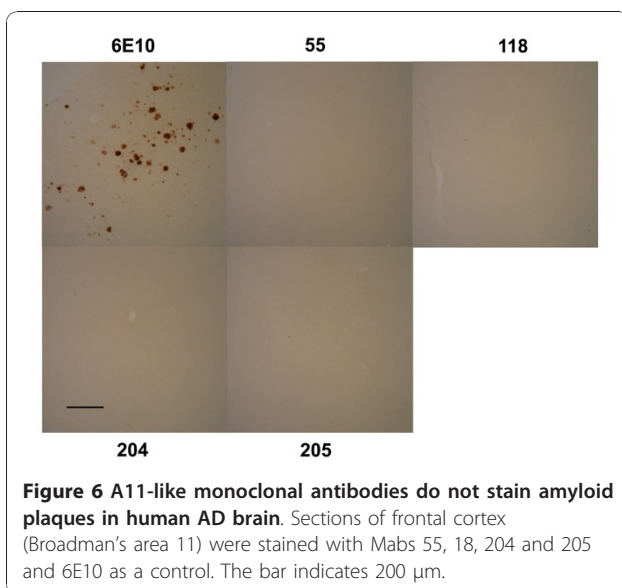 6E10 55 118
204 205
Figure 6 A11-like monoclonal antibodies do not stain amyloid
plaques in human AD brain. Sections of frontal cortex
(Broadman's area 11) were stained with Mabs 55, 18, 204 and 205
and 6E10 as a control. The bar indicates 200 μm.